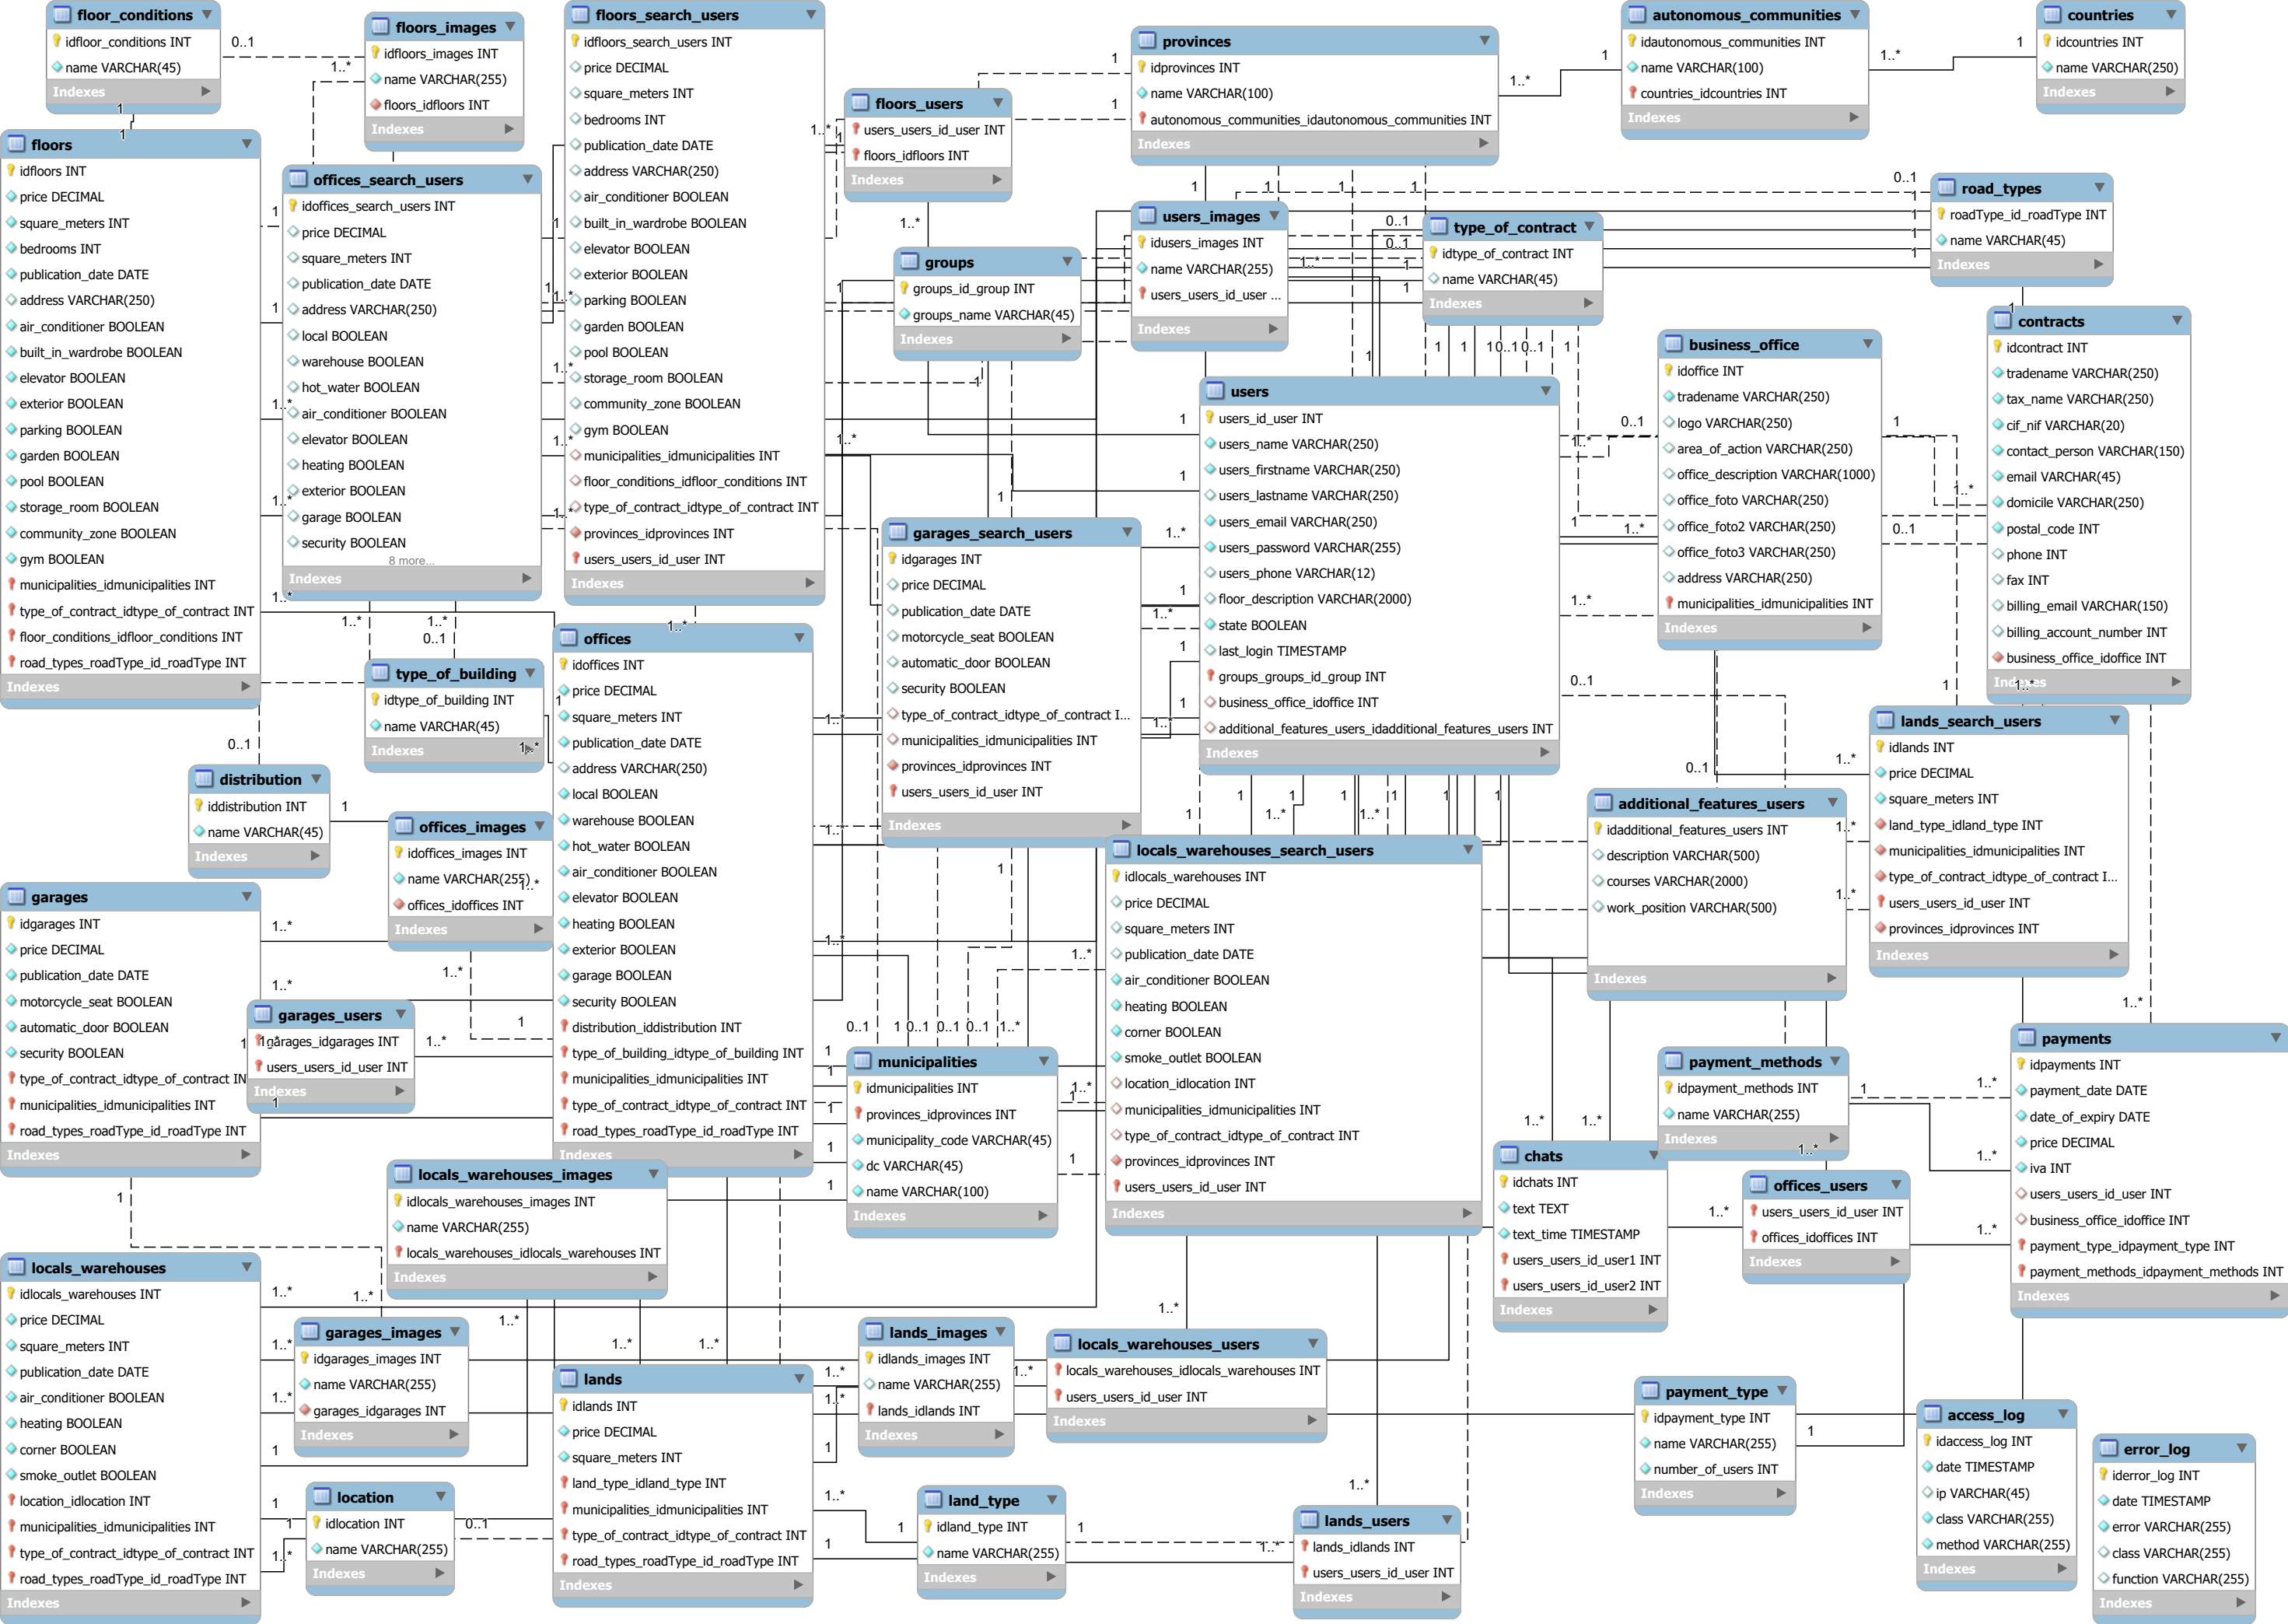 floor_conditions
idfloor_conditions INT
name VARCHAR(45)
Indexes
floors_images
idfloors_images INT
name VARCHAR(255)
floors_idfloors INT
Indexes
floors_search_users
idfloors_search_users INT
price DECIMAL
square_meters INT
bedrooms INT
publication_date DATE
address VARCHAR(250)
air_conditioner BOOLEAN
built_in_wardrobe BOOLEAN
elevator BOOLEAN
exterior BOOLEAN
parking BOOLEAN
garden BOOLEAN
pool BOOLEAN
storage_room BOOLEAN
community_zone BOOLEAN
gym BOOLEAN
municipalities_idmunicipalities INT
floor_conditions_idfloor_conditions INT
type_of_contract_idtype_of_contract INT
provinces_idprovinces INT
users_users_id_user INT
Indexes
floors_users
users_users_id_user INT
floors_idfloors INT
Indexes
provinces
idprovinces INT
name VARCHAR(100)
autonomous_communities_idautonomous_communities INT
Indexes
autonomous_communities
idautonomous_communities INT
name VARCHAR(100)
countries_idcountries INT
Indexes
countries
idcountries INT
name VARCHAR(250)
Indexes
floors
idfloors INT
price DECIMAL
square_meters INT
bedrooms INT
publication_date DATE
address VARCHAR(250)
air_conditioner BOOLEAN
built_in_wardrobe BOOLEAN
elevator BOOLEAN
exterior BOOLEAN
parking BOOLEAN
garden BOOLEAN
pool BOOLEAN
storage_room BOOLEAN
community_zone BOOLEAN
gym BOOLEAN
municipalities_idmunicipalities INT
type_of_contract_idtype_of_contract INT
floor_conditions_idfloor_conditions INT
road_types_roadType_id_roadType INT
Indexes
offices_search_users
idoffices_search_users INT
price DECIMAL
square_meters INT
publication_date DATE
address VARCHAR(250)
local BOOLEAN
warehouse BOOLEAN
hot_water BOOLEAN
air_conditioner BOOLEAN
elevator BOOLEAN
heating BOOLEAN
exterior BOOLEAN
garage BOOLEAN
security BOOLEAN
8 more...
Indexes
groups
groups_id_group INT
groups_name VARCHAR(45)
Indexes
users_images
idusers_images INT
name VARCHAR(255)
users_users_id_user ...
Indexes
type_of_contract
idtype_of_contract INT
name VARCHAR(45)
Indexes
road_types
roadType_id_roadType INT
name VARCHAR(45)
Indexes
contracts
idcontract INT
tradename VARCHAR(250)
tax_name VARCHAR(250)
cif_nif VARCHAR(20)
contact_person VARCHAR(150)
email VARCHAR(45)
domicile VARCHAR(250)
postal_code INT
phone INT
fax INT
billing_email VARCHAR(150)
billing_account_number INT
business_office_idoffice INT
Indexes
business_office
idoffice INT
tradename VARCHAR(250)
logo VARCHAR(250)
area_of_action VARCHAR(250)
office_description VARCHAR(1000)
office_foto VARCHAR(250)
office_foto2 VARCHAR(250)
office_foto3 VARCHAR(250)
address VARCHAR(250)
municipalities_idmunicipalities INT
Indexes
users
users_id_user INT
users_name VARCHAR(250)
users_firstname VARCHAR(250)
users_lastname VARCHAR(250)
users_email VARCHAR(250)
users_password VARCHAR(255)
users_phone VARCHAR(12)
floor_description VARCHAR(2000)
state BOOLEAN
last_login TIMESTAMP
groups_groups_id_group INT
business_office_idoffice INT
additional_features_users_idadditional_features_users INT
Indexes
garages_search_users
idgarages INT
price DECIMAL
publication_date DATE
motorcycle_seat BOOLEAN
automatic_door BOOLEAN
security BOOLEAN
type_of_contract_idtype_of_contract I...
municipalities_idmunicipalities INT
provinces_idprovinces INT
users_users_id_user INT
Indexes
type_of_building
idtype_of_building INT
name VARCHAR(45)
Indexes
offices
idoffices INT
price DECIMAL
square_meters INT
publication_date DATE
address VARCHAR(250)
local BOOLEAN
warehouse BOOLEAN
hot_water BOOLEAN
air_conditioner BOOLEAN
elevator BOOLEAN
heating BOOLEAN
exterior BOOLEAN
garage BOOLEAN
security BOOLEAN
distribution_iddistribution INT
type_of_building_idtype_of_building INT
municipalities_idmunicipalities INT
type_of_contract_idtype_of_contract INT
road_types_roadType_id_roadType INT
Indexes
distribution
iddistribution INT
name VARCHAR(45)
Indexes
offices_images
idoffices_images INT
name VARCHAR(255)
offices_idoffices INT
Indexes
lands_search_users
idlands INT
price DECIMAL
square_meters INT
land_type_idland_type INT
municipalities_idmunicipalities INT
type_of_contract_idtype_of_contract I...
users_users_id_user INT
provinces_idprovinces INT
Indexes
additional_features_users
idadditional_features_users INT
description VARCHAR(500)
courses VARCHAR(2000)
work_position VARCHAR(500)
Indexes
locals_warehouses_search_users
idlocals_warehouses INT
price DECIMAL
square_meters INT
publication_date DATE
air_conditioner BOOLEAN
heating BOOLEAN
corner BOOLEAN
smoke_outlet BOOLEAN
location_idlocation INT
municipalities_idmunicipalities INT
type_of_contract_idtype_of_contract INT
provinces_idprovinces INT
users_users_id_user INT
Indexes
garages
idgarages INT
price DECIMAL
publication_date DATE
motorcycle_seat BOOLEAN
automatic_door BOOLEAN
security BOOLEAN
type_of_contract_idtype_of_contract IN
municipalities_idmunicipalities INT
road_types_roadType_id_roadType INT
Indexes
garages_users
garages_idgarages INT
users_users_id_user INT
Indexes
municipalities
idmunicipalities INT
provinces_idprovinces INT
municipality_code VARCHAR(45)
dc VARCHAR(45)
name VARCHAR(100)
Indexes
payment_methods
idpayment_methods INT
name VARCHAR(255)
Indexes
payments
idpayments INT
payment_date DATE
date_of_expiry DATE
price DECIMAL
iva INT
users_users_id_user INT
business_office_idoffice INT
payment_type_idpayment_type INT
payment_methods_idpayment_methods INT
Indexes
chats
idchats INT
text TEXT
text_time TIMESTAMP
users_users_id_user1 INT
users_users_id_user2 INT
Indexes
offices_users
users_users_id_user INT
offices_idoffices INT
Indexes
locals_warehouses_images
idlocals_warehouses_images INT
name VARCHAR(255)
locals_warehouses_idlocals_warehouses INT
Indexes
locals_warehouses
idlocals_warehouses INT
price DECIMAL
square_meters INT
publication_date DATE
air_conditioner BOOLEAN
heating BOOLEAN
corner BOOLEAN
smoke_outlet BOOLEAN
location_idlocation INT
municipalities_idmunicipalities INT
type_of_contract_idtype_of_contract INT
road_types_roadType_id_roadType INT
Indexes
garages_images
idgarages_images INT
name VARCHAR(255)
garages_idgarages INT
Indexes
location
idlocation INT
name VARCHAR(255)
Indexes
lands
idlands INT
price DECIMAL
square_meters INT
land_type_idland_type INT
municipalities_idmunicipalities INT
type_of_contract_idtype_of_contract INT
road_types_roadType_id_roadType INT
Indexes
lands_images
idlands_images INT
name VARCHAR(255)
lands_idlands INT
Indexes
locals_warehouses_users
locals_warehouses_idlocals_warehouses INT
users_users_id_user INT
Indexes
land_type
idland_type INT
name VARCHAR(255)
Indexes
lands_users
lands_idlands INT
users_users_id_user INT
Indexes
payment_type
idpayment_type INT
name VARCHAR(255)
number_of_users INT
Indexes
access_log
idaccess_log INT
date TIMESTAMP
ip VARCHAR(45)
class VARCHAR(255)
method VARCHAR(255)
Indexes
error_log
iderror_log INT
date TIMESTAMP
error VARCHAR(255)
class VARCHAR(255)
function VARCHAR(255)
Indexes